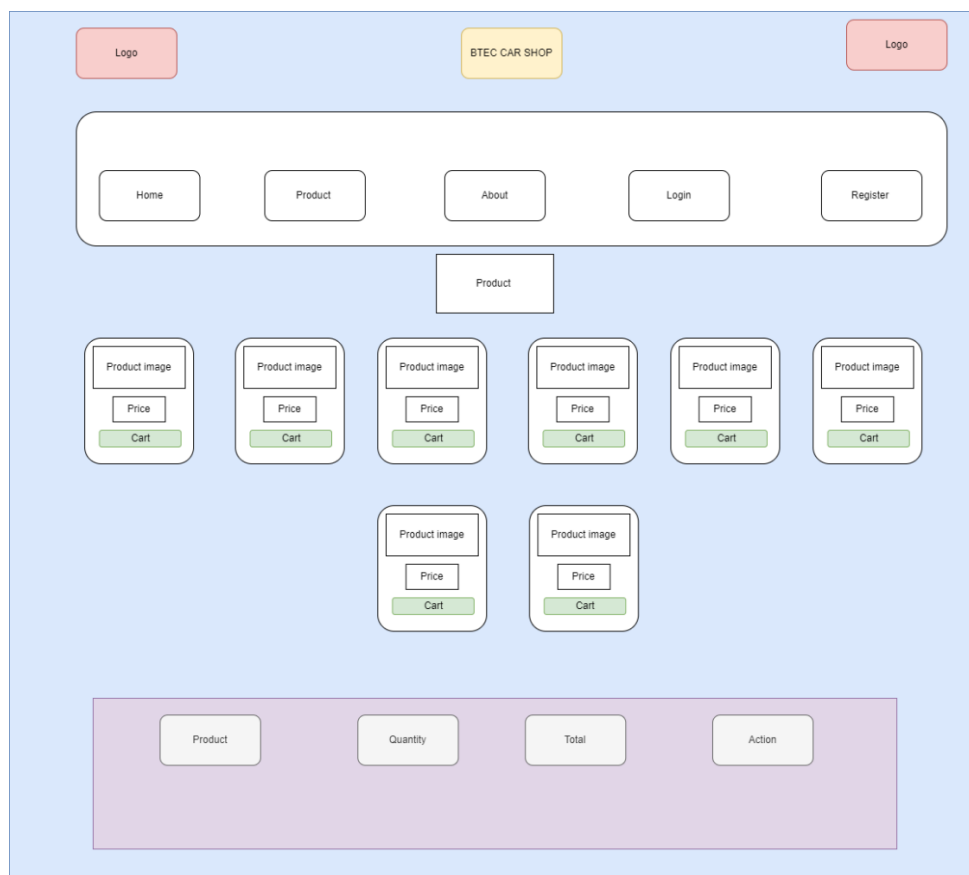 Logo
BTEC CAR SHOP
Logo
Home
Product
About
Login
Register
Product
Product image
Price
Cart
Product image
Price
Cart
Product image
Price
Cart
Product image
Price
Cart
Product image
Price
Cart
Product image
Price
Cart
Product image
Price
Cart
Product image
Price
Cart
Product
Quantity
Total
Action